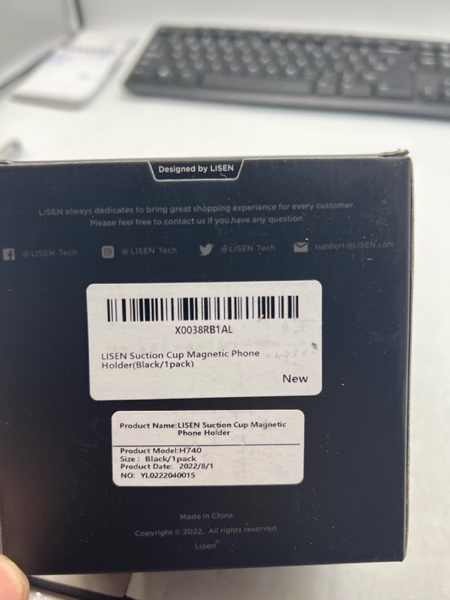 Designed by LISEN
LISEN always dedicates to bring great shopping experience for every customer.
Please feel free to contact us if you have any question.
@LISEN Tech
@LISEN Tech
@LISEN Tech
support@LISEN.com
X0038RB1AL
LISEN Suction Cup Magnetic Phone
Holder(Black/1pack)
New
Product Name:LISEN Suction Cup Magnetic
Phone Holder
Product Model:H740
Size : Black/1pack
Product Date: 2022/8/1
NO: YL0222040015
Made in China
Copyright © 2022. All rights reserved
Lisen®